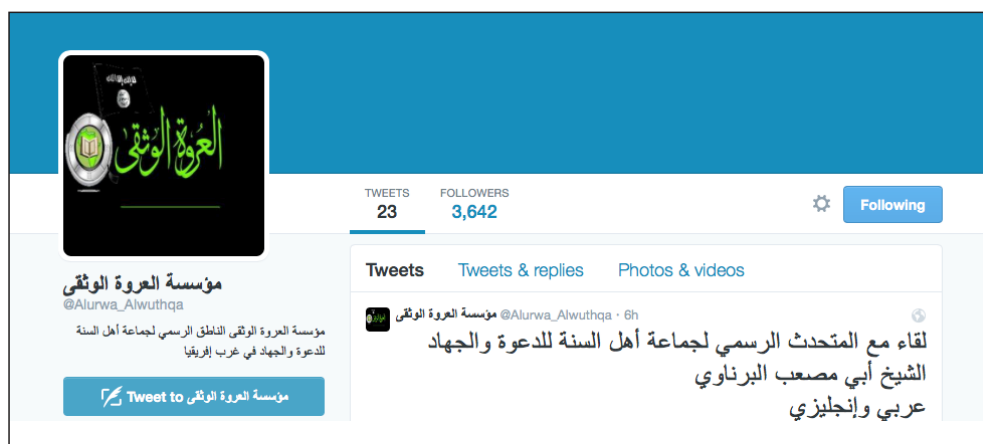 العروة الوثقى
TWEETS
23
FOLLOWERS
3,642
Following
مؤسسة العروة الوثقى
@Alurwa_Alwuthqa
مؤسسة العروة الوثقى الناطق الرسمي لجماعة أهل السنة
للدعوة والجهاد في غرب إفريقيا
Tweet to مؤسسة العروة الوثقى
Tweets Tweets & replies Photos & videos
مؤسسة العروة الوثقى @Alurwa_Alwuthqa · 6h
لقاء مع المتحدث الرسمي لجماعة أهل السنة للدعوة والجهاد
الشيخ أبي مصعب البرناوي
عربي وإنجليزي